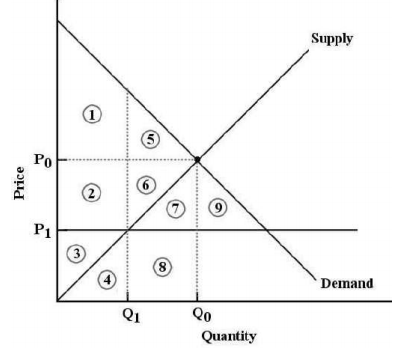 Supply
①
⑤
P₀
②
⑥
⑦
⑨
P₁
③
⑧
④
Demand
Q₁
Q₀
Quantity
Price